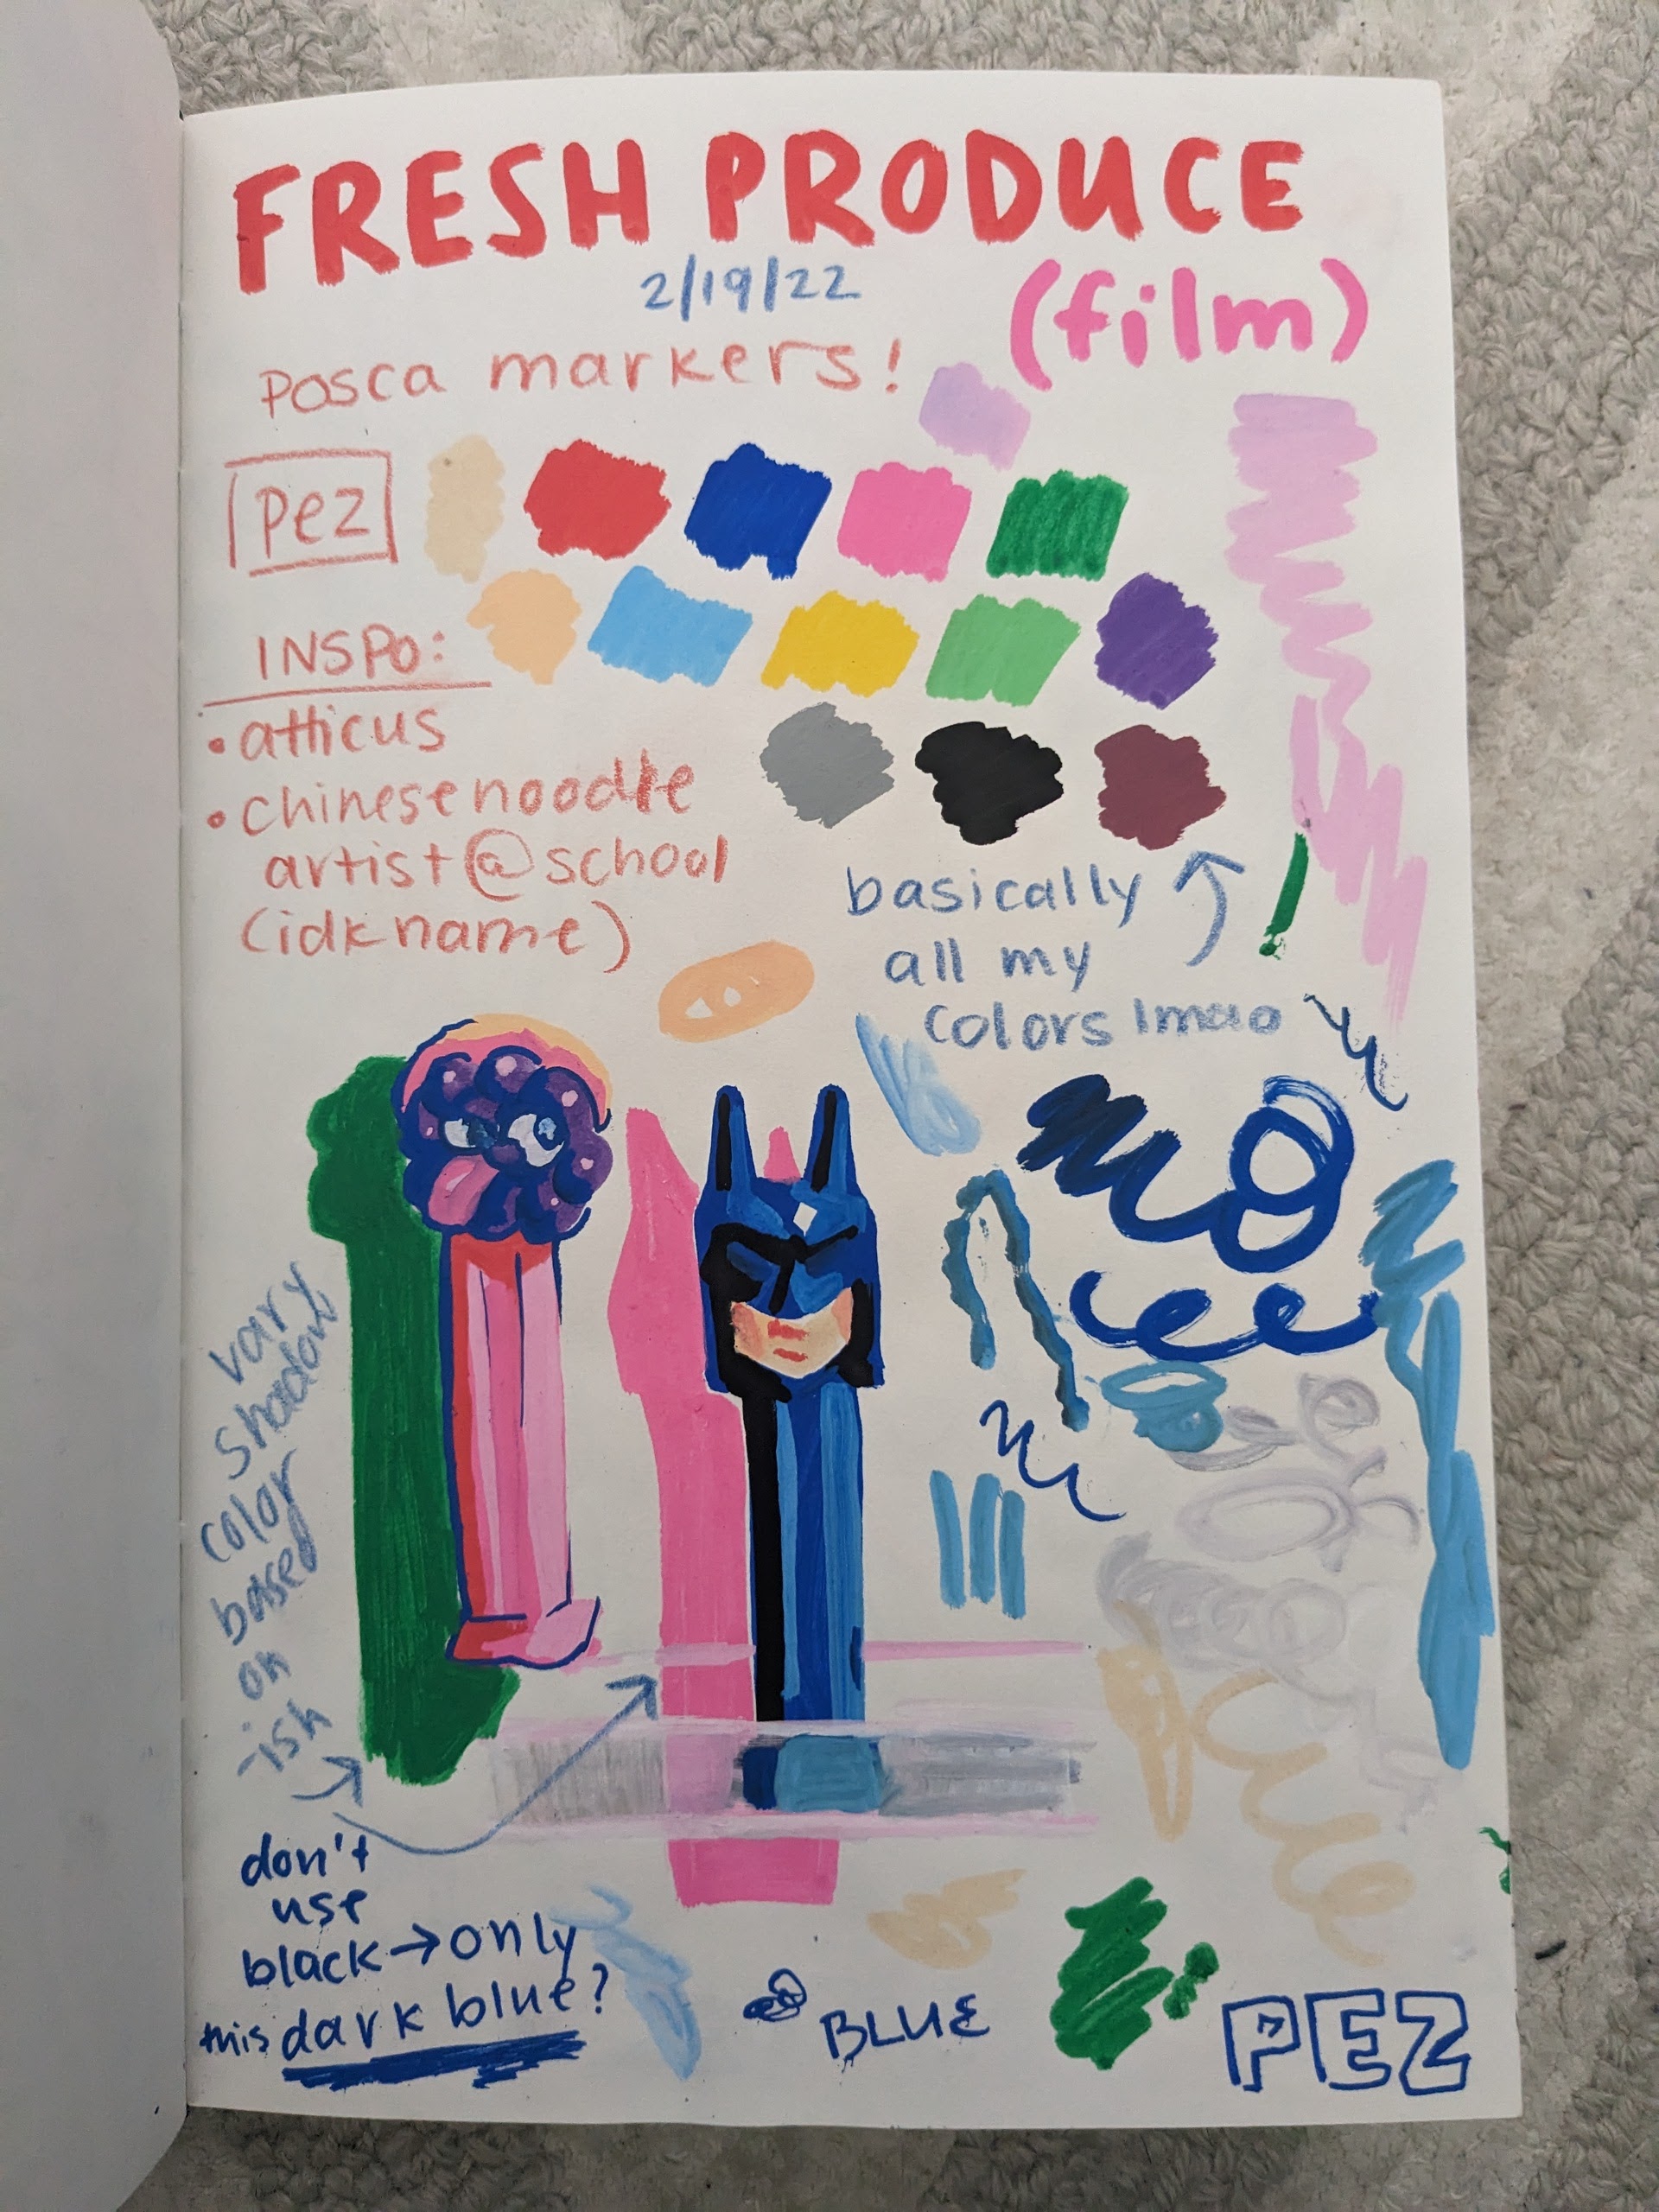 FRESH PRODUCE
2/19/22
(film)
Posca markers!
pez
INSPO:
• atticus
• chinese noodle
artist @ school
(idk name)
basically
all my
colors lmao
vary
shadow
color
based
on
-ish
don't
use
black → only
this dark blue?
BLUE
PEZ